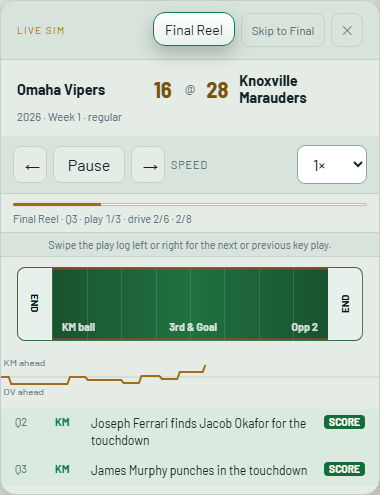 LIVE SIM
Final Reel
Skip to Final
×
Omaha Vipers
16 @ 28
Knoxville
Marauders
2026 · Week 1 · regular
←
Pause
→
SPEED
1×
Final Reel · Q3 · play 1/3 · drive 2/6 · 2/8
Swipe the play log left or right for the next or previous key play.
END
KM ball
3rd & Goal
Opp 2
END
KM ahead
OV ahead
Q2 KM Joseph Ferrari finds Jacob Okafor for the SCORE
touchdown
Q3 KM James Murphy punches in the touchdown SCORE